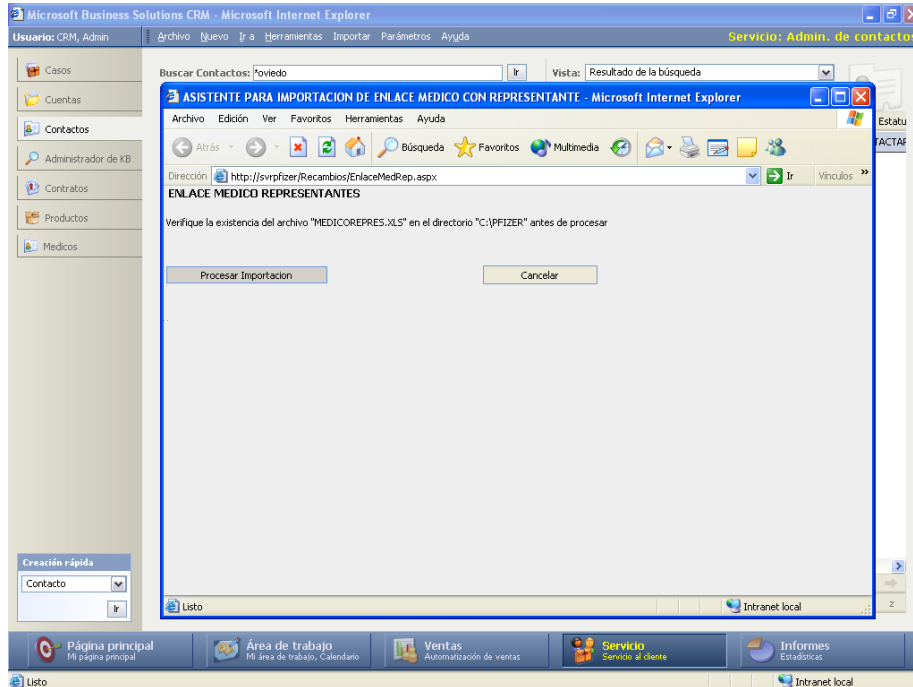 Microsoft Business Solutions CRM - Microsoft Internet Explorer
Usuario: CRM, Admin
Archivo Nuevo Ir a Herramientas Importar Parámetros Ayuda
Servicio: Admin. de contactos
Casos
Cuentas
Contactos
Administrador de KB
Contratos
Productos
Medicos
Buscar Contactos: *oviedo
Ir
Vista: Resultado de la búsqueda
Estatu
TACTAR
ASISTENTE PARA IMPORTACION DE ENLACE MEDICO CON REPRESENTANTE - Microsoft Internet Explorer
Archivo Edición Ver Favoritos Herramientas Ayuda
Atrás Búsqueda Favoritos Multimedia
Dirección http://svrpfizer/Recambios/EnlaceMedRep.aspx Ir Vínculos »
ENLACE MEDICO REPRESENTANTES
Verifique la existencia del archivo "MEDICOREPRES.XLS" en el directorio "C:\PFIZER" antes de procesar
Procesar Importacion Cancelar
Listo Intranet local
Creación rápida
Contacto
Ir
2
Página principal
Mi página principal
Área de trabajo
Mi área de trabajo, Calendario
Ventas
Automatización de ventas
Servicio
Servicio al cliente
Informes
Estadísticas
Listo Intranet local